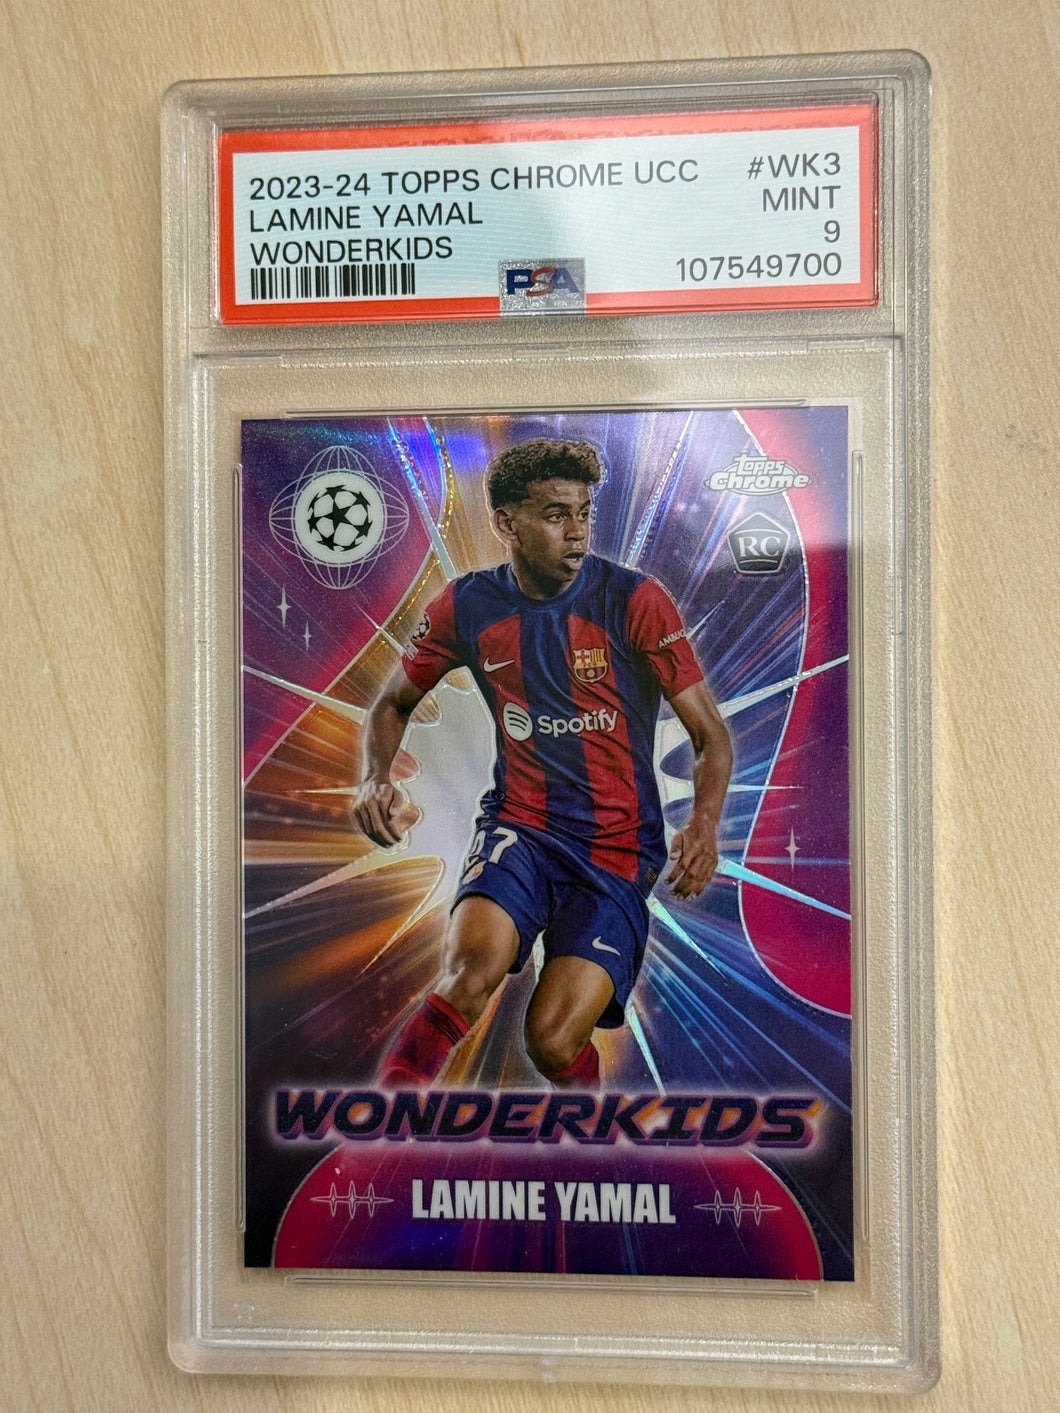 2023-24 TOPPS CHROME UCC #WK3
LAMINE YAMAL MINT
WONDERKIDS 9
PSA 107549700
Topps
Chrome
RC
AMBILIGHT
Spotify
WONDERKIDS
LAMINE YAMAL